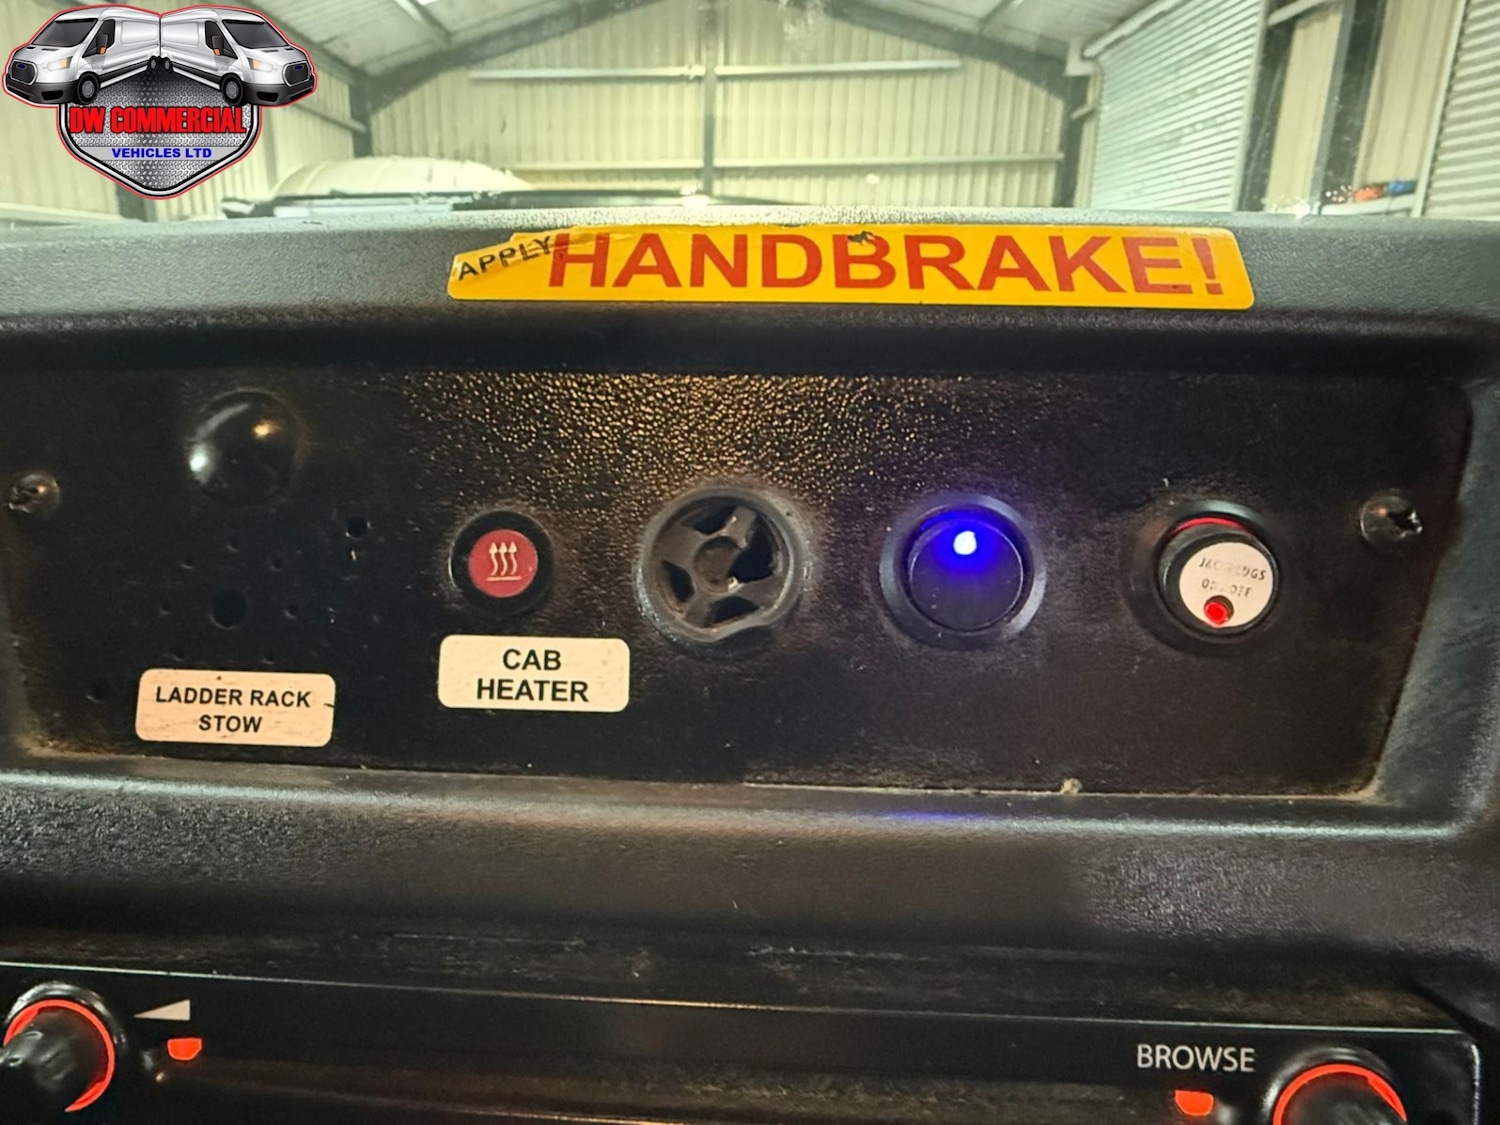 DW COMMERCIAL
VEHICLES LTD
APPLY HANDBRAKE!
CAB
HEATER
LADDER RACK
STOW
BROWSE